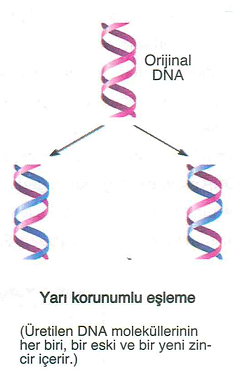 Orijinal
DNA
Yarı korunumlu eşleme
(Üretilen DNA moleküllerinin
her biri, bir eski ve bir yeni zin-
cir içerir.)